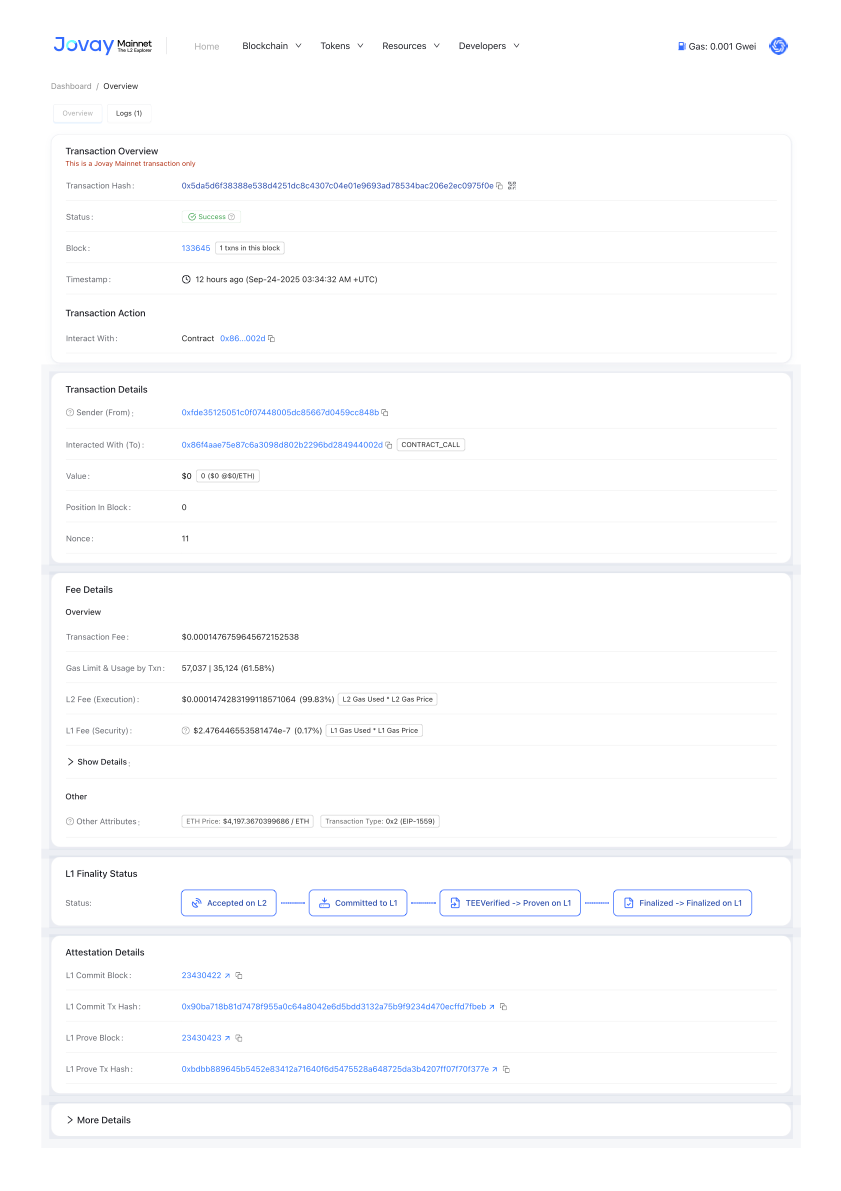 Jovay Mainnet The L2 Explorer
Home Blockchain Tokens Resources Developers Gas: 0.001 Gwei
Dashboard / Overview
Overview Logs (1)
Transaction Overview
This is a Jovay Mainnet transaction only
Transaction Hash: 0x5da5d6f38388e538d4251dc8c4307c04e01e9693ad78534bac206e2ec0975f0e
Status: Success
Block: 133645 1 txns in this block
Timestamp: 12 hours ago (Sep-24-2025 03:34:32 AM +UTC)
Transaction Action
Interact With: Contract 0x86...002d
Transaction Details
Sender (From): 0xfde35125051c0f07448005dc85667d0459cc848b
Interacted With (To): 0x86f4aae75e87c6a3098d802b2296bd284944002d CONTRACT_CALL
Value: $0 0 ($0 @$0/ETH)
Position In Block: 0
Nonce: 11
Fee Details
Overview
Transaction Fee: $0.0001476759645672152538
Gas Limit & Usage by Txn: 57,037 | 35,124 (61.58%)
L2 Fee (Execution): $0.0001474283199118571064 (99.83%) L2 Gas Used * L2 Gas Price
L1 Fee (Security): $2.476446553581474e-7 (0.17%) L1 Gas Used * L1 Gas Price
Show Details:
Other
Other Attributes: ETH Price: $4,197.3670399686 / ETH Transaction Type: 0x2 (EIP-1559)
L1 Finality Status
Status: Accepted on L2 Committed to L1 TEEVerified -> Proven on L1 Finalized -> Finalized on L1
Attestation Details
L1 Commit Block: 23430422
L1 Commit Tx Hash: 0x90ba718b81d7478f955a0c64a8042e6d5bdd3132a75b9f9234d470ecffd7fbeb
L1 Prove Block: 23430423
L1 Prove Tx Hash: 0xbdbb889645b5452e83412a71640f6d5475528a648725da3b4207ff07f70f377e
More Details